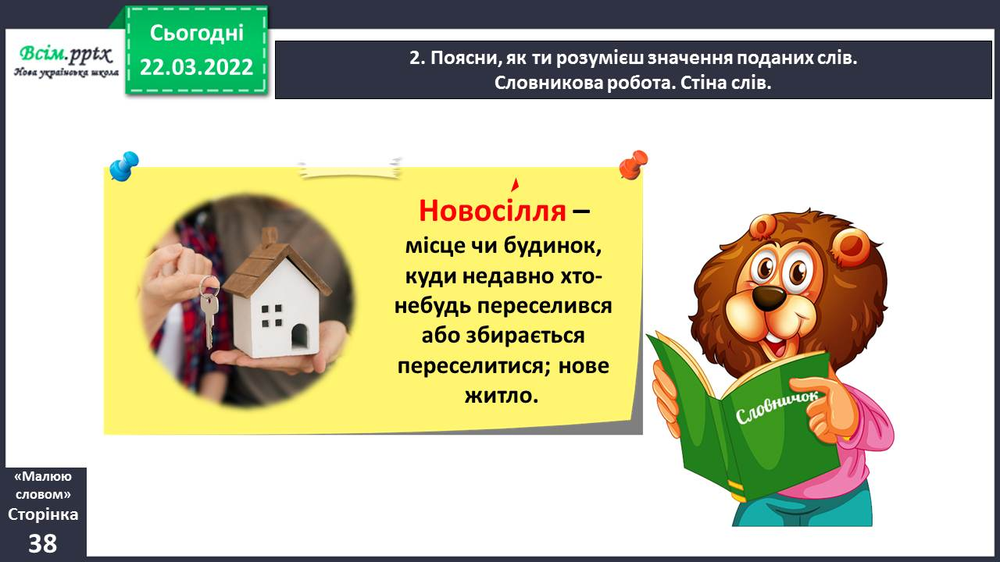 Всім.pptx
Нова українська школа
Сьогодні
22.03.2022
2. Поясни, як ти розумієш значення поданих слів.
Словникова робота. Стіна слів.
Новосілля –
місце чи будинок,
куди недавно хто-
небудь переселився
або збирається
переселитися; нове
житло.
Словничок
«Малюю
словом»
Сторінка
38